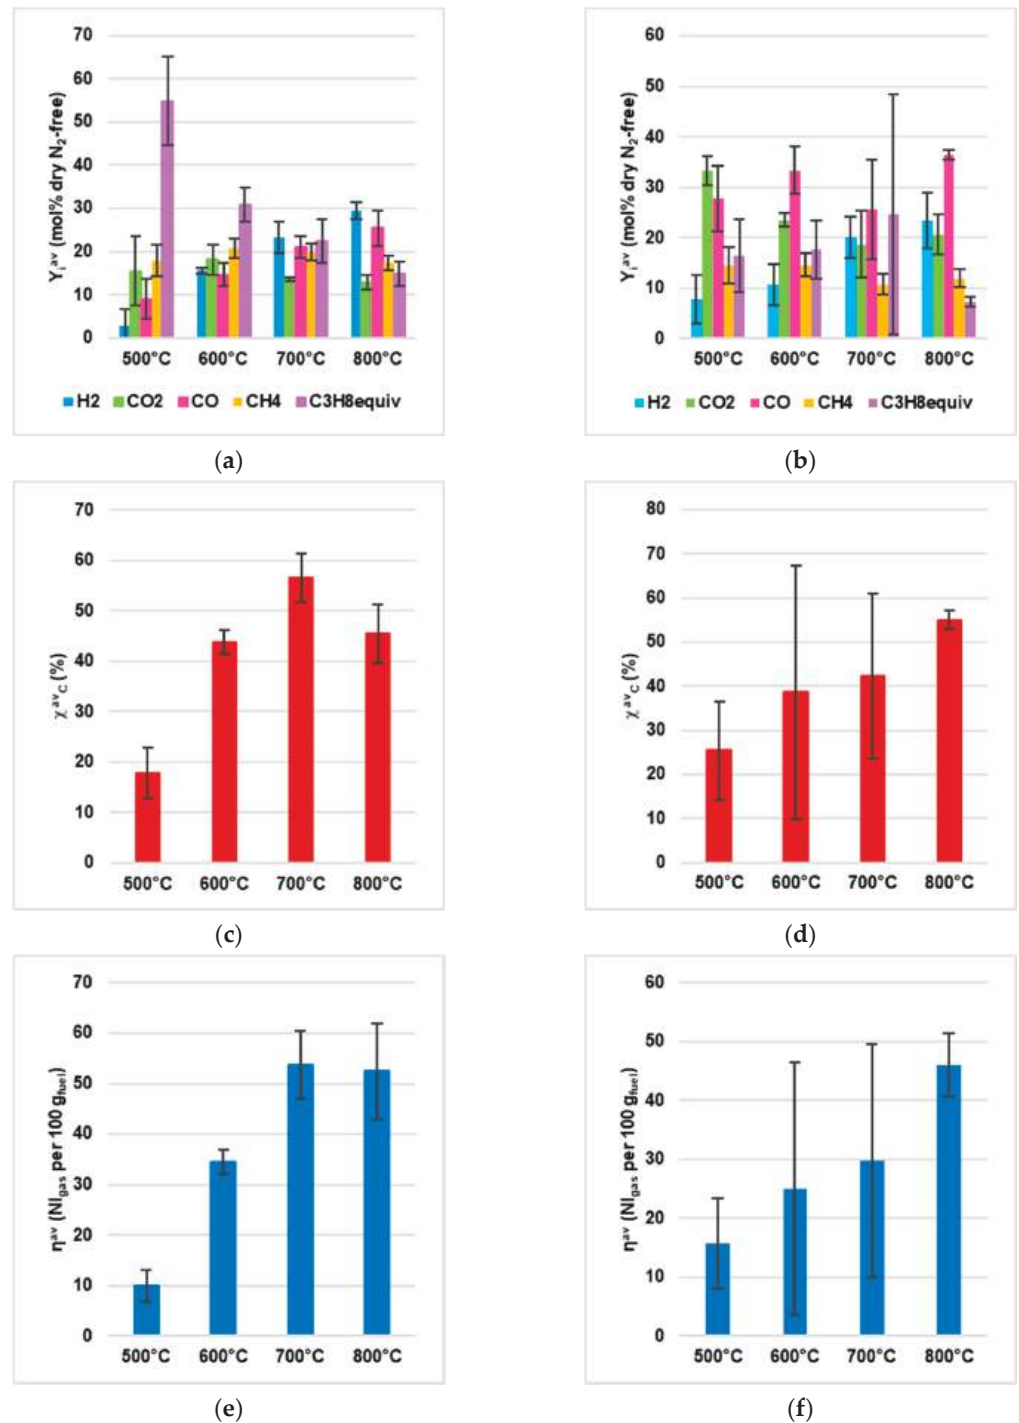 70
60
50
40
30
20
10
0
Yᵢᵃᵛ (mol% dry N₂-free)
500°C 600°C 700°C 800°C
H2 CO2 CO CH4 C3H8equiv
(a)
60
50
40
30
20
10
0
Yᵢᵃᵛ (mol% dry N₂-free)
500°C 600°C 700°C 800°C
H2 CO2 CO CH4 C3H8equiv
(b)
70
60
50
40
30
20
10
0
χᵃᵛC (%)
500°C 600°C 700°C 800°C
(c)
80
70
60
50
40
30
20
10
0
χᵃᵛC (%)
500°C 600°C 700°C 800°C
(d)
70
60
50
40
30
20
10
0
ηᵃᵛ (Nlgas per 100 gfuel)
500°C 600°C 700°C 800°C
(e)
60
50
40
30
20
10
0
ηᵃᵛ (Nlgas per 100 gfuel)
500°C 600°C 700°C 800°C
(f)